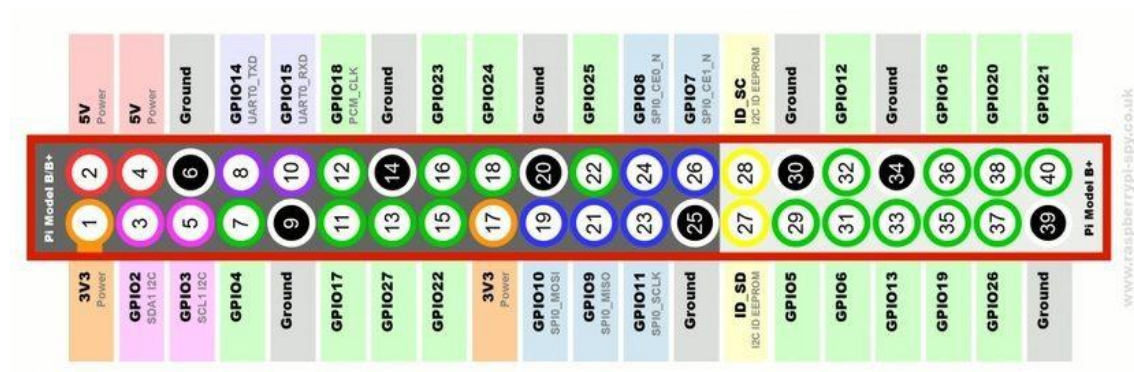 5V
Power
5V
Power
Ground
GPIO14
UART0_TXD
GPIO15
UART0_RXD
GPIO18
PCM_CLK
Ground
GPIO23
GPIO24
Ground
GPIO25
GPIO8
SPI0_CE0_N
GPIO7
SPI0_CE1_N
ID_SC
I2C ID EEPROM
Ground
GPIO12
Ground
GPIO16
GPIO20
GPIO21
Pi Model B/B+
2 4 6 8 10 12 14 16 18 20 22 24 26 28 30 32 34 36 38 40
1 3 5 7 9 11 13 15 17 19 21 23 25 27 29 31 33 35 37 39
Pi Model B+
3V3
Power
GPIO2
SDA1 I2C
GPIO3
SCL1 I2C
GPIO4
Ground
GPIO17
GPIO27
GPIO22
3V3
Power
GPIO10
SPI0_MOSI
GPIO9
SPI0_MISO
GPIO11
SPI0_SCLK
Ground
ID_SD
I2C ID EEPROM
GPIO5
GPIO6
GPIO13
GPIO19
GPIO26
Ground
www.raspberrypi-spy.co.uk